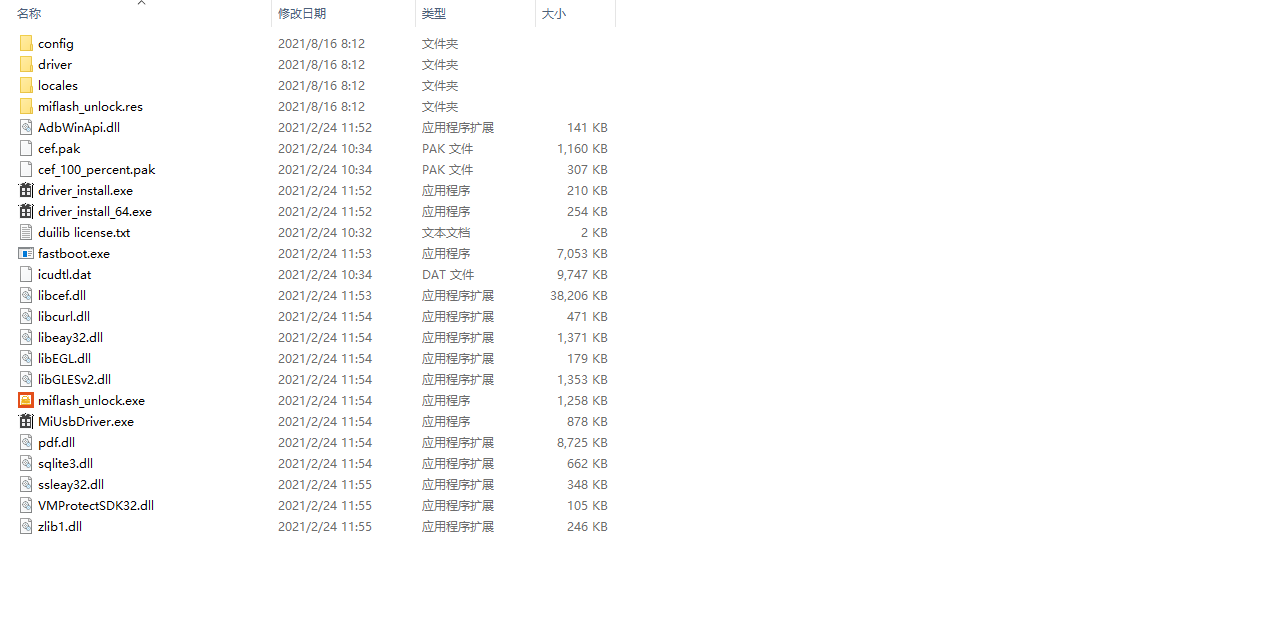 名称 修改日期 类型 大小
config 2021/8/16 8:12 文件夹
driver 2021/8/16 8:12 文件夹
locales 2021/8/16 8:12 文件夹
miflash_unlock.res 2021/8/16 8:12 文件夹
AdbWinApi.dll 2021/2/24 11:52 应用程序扩展 141 KB
cef.pak 2021/2/24 10:34 PAK 文件 1,160 KB
cef_100_percent.pak 2021/2/24 10:34 PAK 文件 307 KB
driver_install.exe 2021/2/24 11:52 应用程序 210 KB
driver_install_64.exe 2021/2/24 11:52 应用程序 254 KB
duilib license.txt 2021/2/24 10:32 文本文档 2 KB
fastboot.exe 2021/2/24 11:53 应用程序 7,053 KB
icudtl.dat 2021/2/24 10:34 DAT 文件 9,747 KB
libcef.dll 2021/2/24 11:53 应用程序扩展 38,206 KB
libcurl.dll 2021/2/24 11:54 应用程序扩展 471 KB
libeay32.dll 2021/2/24 11:54 应用程序扩展 1,371 KB
libEGL.dll 2021/2/24 11:54 应用程序扩展 179 KB
libGLESv2.dll 2021/2/24 11:54 应用程序扩展 1,353 KB
miflash_unlock.exe 2021/2/24 11:54 应用程序 1,258 KB
MiUsbDriver.exe 2021/2/24 11:54 应用程序 878 KB
pdf.dll 2021/2/24 11:54 应用程序扩展 8,725 KB
sqlite3.dll 2021/2/24 11:54 应用程序扩展 662 KB
ssleay32.dll 2021/2/24 11:55 应用程序扩展 348 KB
VMProtectSDK32.dll 2021/2/24 11:55 应用程序扩展 105 KB
zlib1.dll 2021/2/24 11:55 应用程序扩展 246 KB